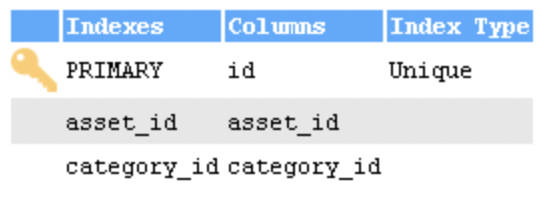 Indexes Columns Index Type
PRIMARY id Unique
asset_id asset_id
category_id category_id